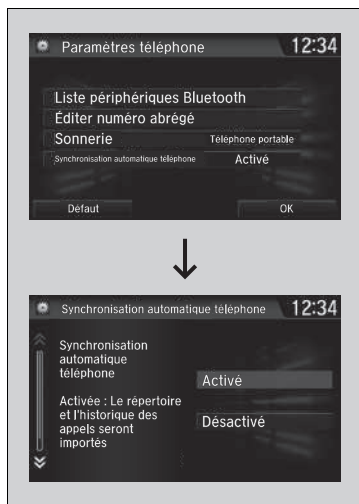 Paramètres téléphone 12:34
Liste périphériques Bluetooth
Éditer numéro abrégé
Sonnerie Téléphone portable
Synchronisation automatique téléphone Activé
Défaut OK
Synchronisation automatique téléphone 12:34
Synchronisation
automatique
téléphone
Activé
Activée : Le répertoire
et l'historique des
appels seront
importés
Désactivé